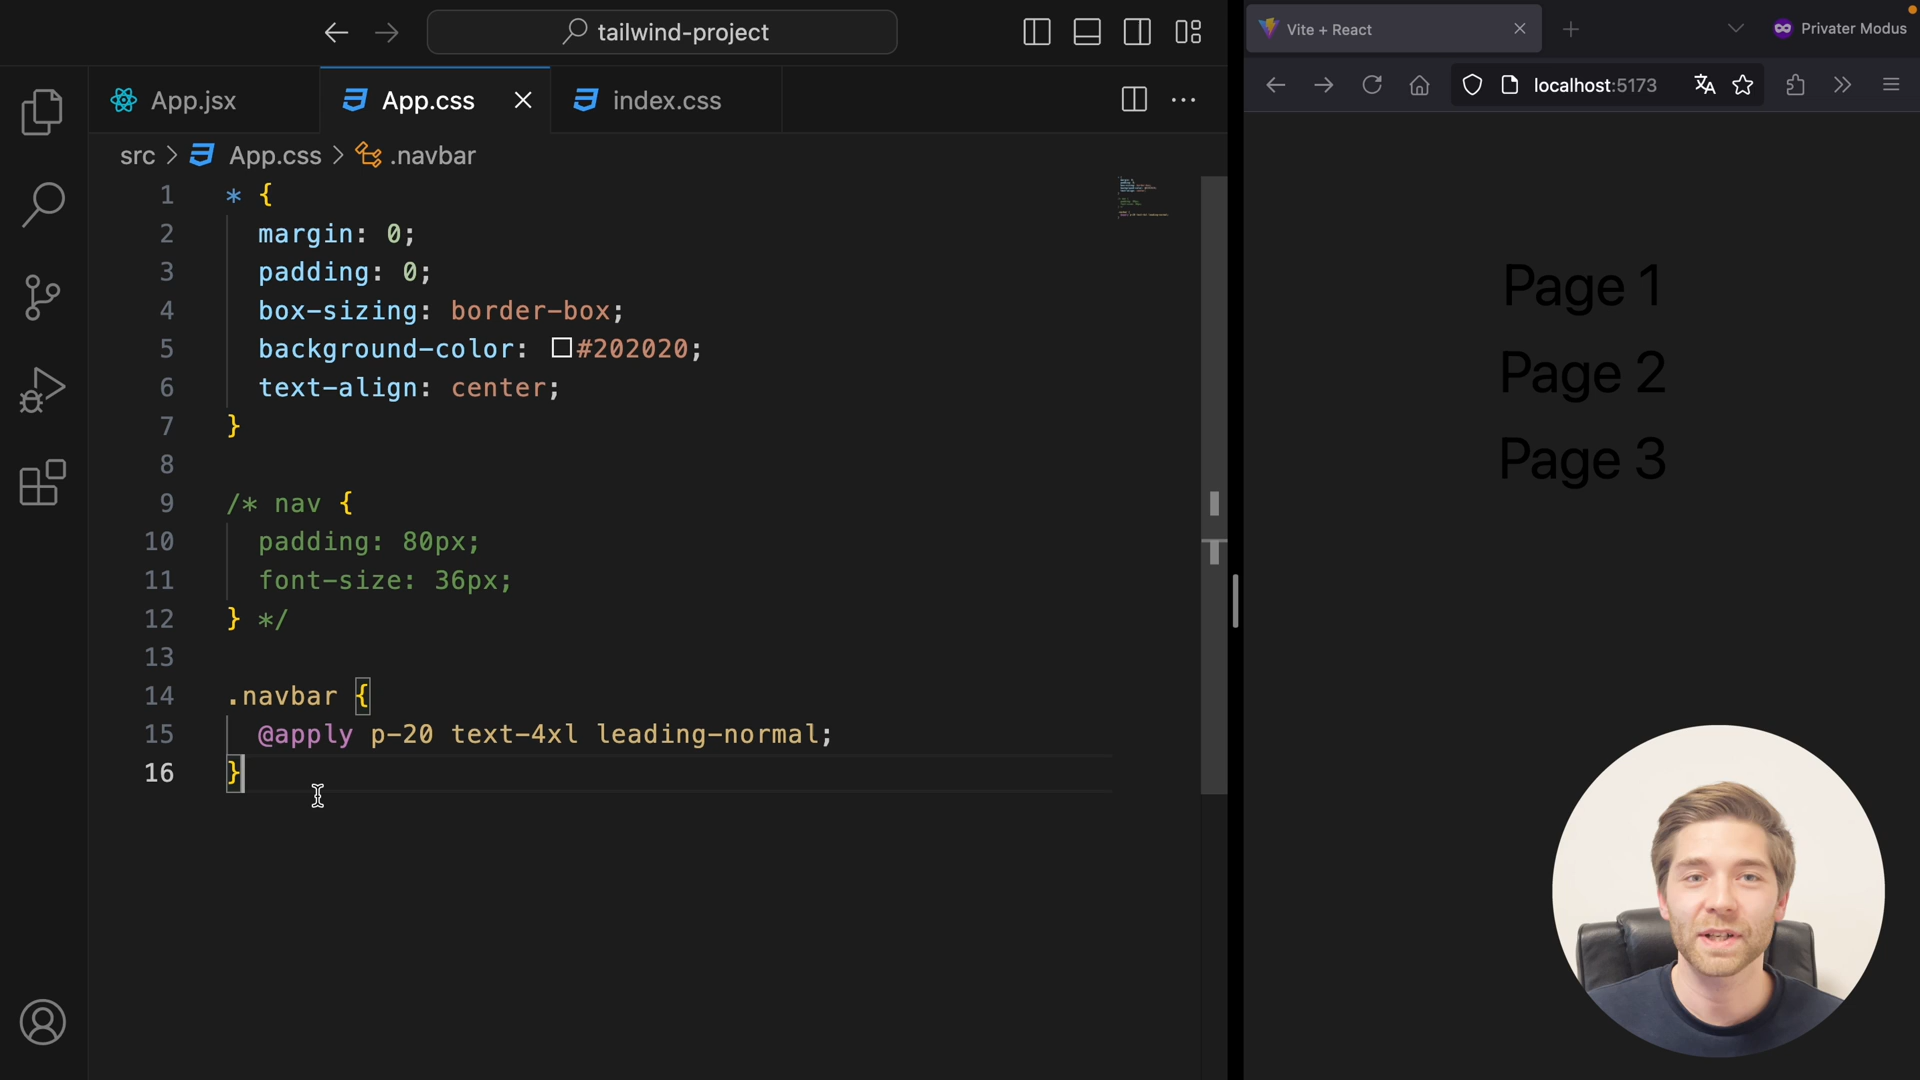 tailwind-project
Vite + React
Privater Modus
App.jsx
App.css
index.css
localhost:5173
src > App.css > .navbar
1 * {
2 margin: 0;
3 padding: 0;
4 box-sizing: border-box;
5 background-color: #202020;
6 text-align: center;
7 }
8
9 /* nav {
10 padding: 80px;
11 font-size: 36px;
12 } */
13
14 .navbar {
15 @apply p-20 text-4xl leading-normal;
16 }
Page 1
Page 2
Page 3